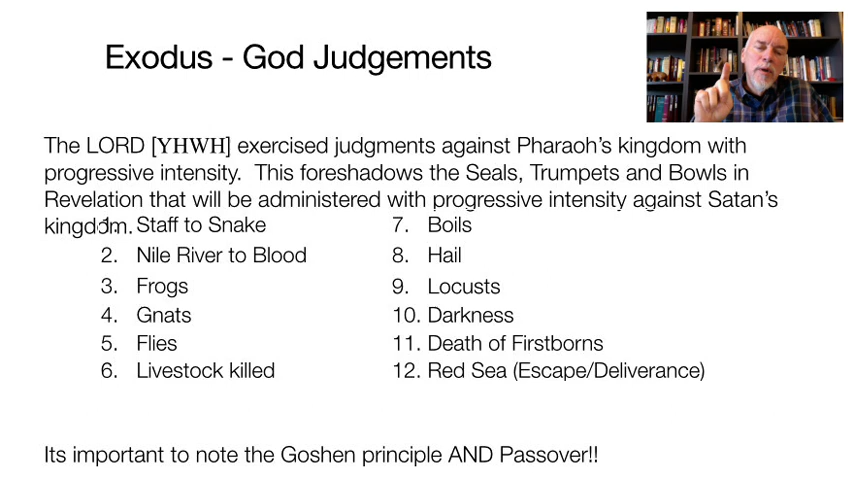 Exodus - God Judgements
The LORD [YHWH] exercised judgments against Pharaoh's kingdom with
progressive intensity.  This foreshadows the Seals, Trumpets and Bowls in
Revelation that will be administered with progressive intensity against Satan's
kingdom.
1. Staff to Snake
2. Nile River to Blood
3. Frogs
4. Gnats
5. Flies
6. Livestock killed
7. Boils
8. Hail
9. Locusts
10. Darkness
11. Death of Firstborns
12. Red Sea (Escape/Deliverance)
Its important to note the Goshen principle AND Passover!!